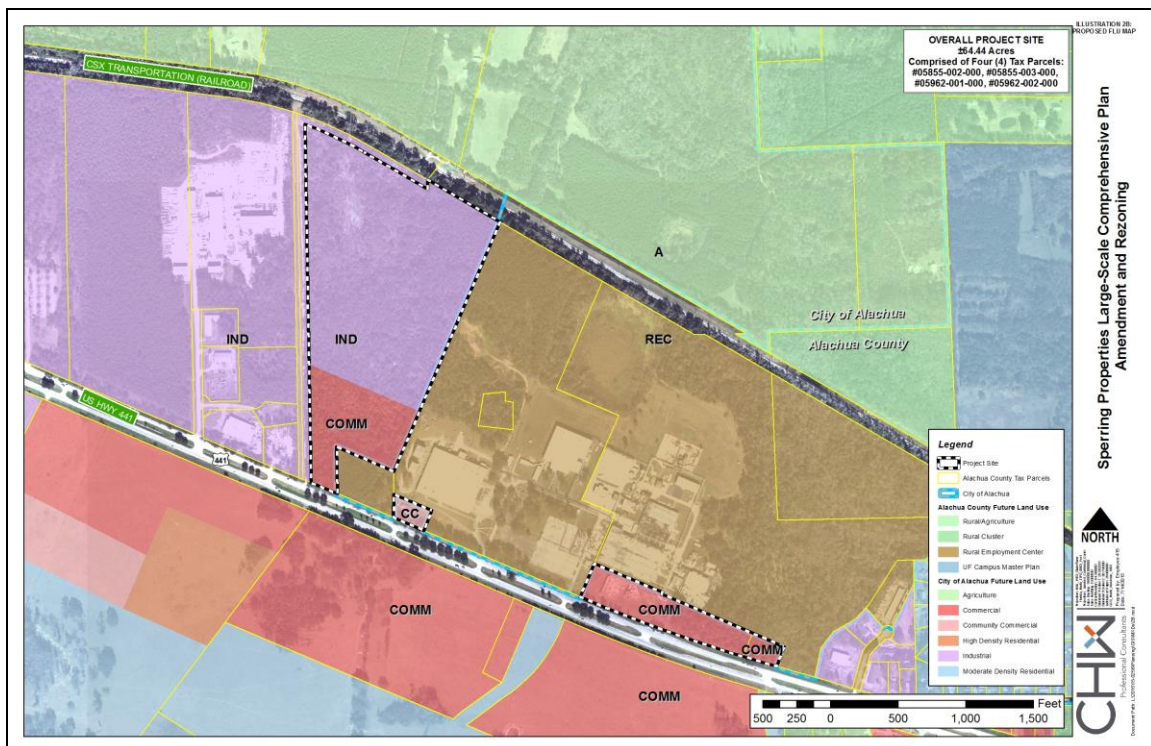 ILLUSTRATION 2B:
PROPOSED FLU MAP
OVERALL PROJECT SITE
±64.44 Acres
Comprised of Four (4) Tax Parcels:
#05855-002-000, #05855-003-000,
#05962-001-000, #05962-002-000
CSX TRANSPORTATION (RAILROAD)
A
City of Alachua
Alachua County
IND
IND
REC
US HWY 441
441
COMM
CC
COMM
COMM
COMM
COMM
Legend
Project Site
Alachua County Tax Parcels
City of Alachua
Alachua County Future Land Use
Rural/Agriculture
Rural Cluster
Rural Employment Center
UF Campus Master Plan
City of Alachua Future Land Use
Agriculture
Commercial
Community Commercial
High Density Residential
Industrial
Moderate Density Residential
Feet
500 250 0 500 1,000 1,500
Sperring Properties Large-Scale Comprehensive Plan
Amendment and Rezoning
NORTH
CHW
Professional Consultants